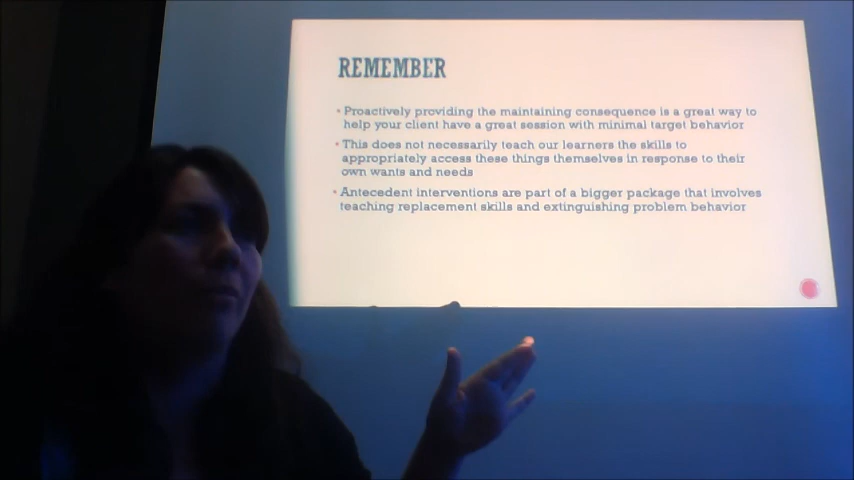 REMEMBER
• Proactively providing the maintaining consequence is a great way to
help your client have a great session with minimal target behavior
• This does not necessarily teach our learners the skills to
appropriately access these things themselves in response to their
own wants and needs
• Antecedent interventions are part of a bigger package that involves
teaching replacement skills and extinguishing problem behavior